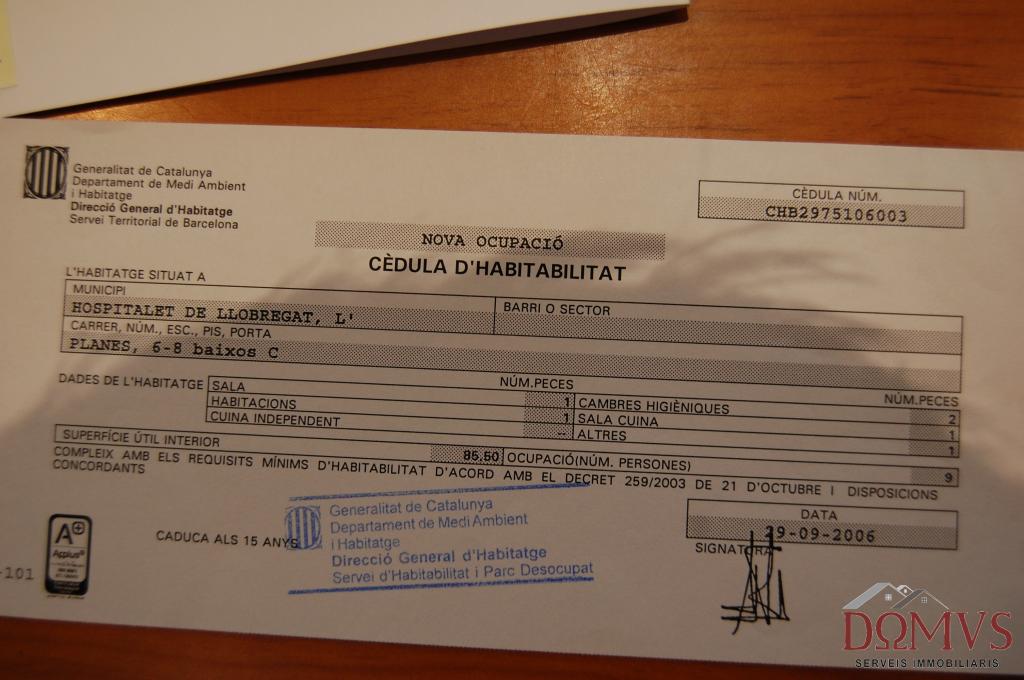 Generalitat de Catalunya
Departament de Medi Ambient
i Habitatge
Direcció General d'Habitatge
Servei Territorial de Barcelona
CÈDULA NÚM.
CHB2975106003
NOVA OCUPACIÓ
CÈDULA D'HABITABILITAT
L'HABITATGE SITUAT A
MUNICIPI
BARRI O SECTOR
HOSPITALET DE LLOBREGAT, L'
CARRER, NÚM., ESC., PIS, PORTA
PLANES, 6-8 baixos C
DADES DE L'HABITATGE
NÚM.PECES
NÚM.PECES
SALA 1
CAMBRES HIGIÈNIQUES 2
HABITACIONS 1
SALA CUINA 1
CUINA INDEPENDENT --
ALTRES 1
SUPERFÍCIE ÚTIL INTERIOR 85,50
OCUPACIÓ(NÚM. PERSONES) 9
COMPLEIX AMB ELS REQUISITS MÍNIMS D'HABITABILITAT D'ACORD AMB EL DECRET 259/2003 DE 21 D'OCTUBRE I DISPOSICIONS
CONCORDANTS
DATA
29-09-2006
SIGNATURA
CADUCA ALS 15 ANYS
Generalitat de Catalunya
Departament de Medi Ambient
i Habitatge
Direcció General d'Habitatge
Servei d'Habitabilitat i Parc Desocupat
A+
Applus+
-101
DΩMVS
SERVEIS IMMOBILIARIS